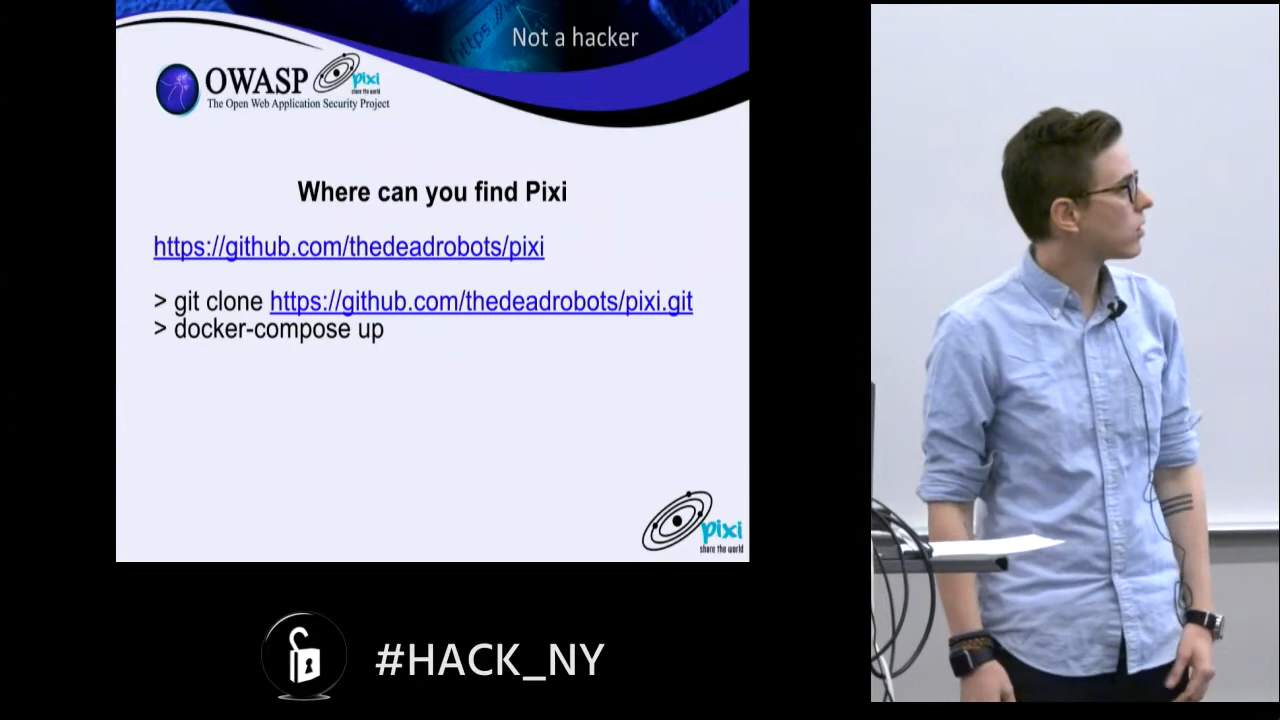 Not a hacker
OWASP pixi
share the world
The Open Web Application Security Project
Where can you find Pixi
https://github.com/thedeadrobots/pixi
> git clone https://github.com/thedeadrobots/pixi.git
> docker-compose up
pixi
share the world
#HACK_NY